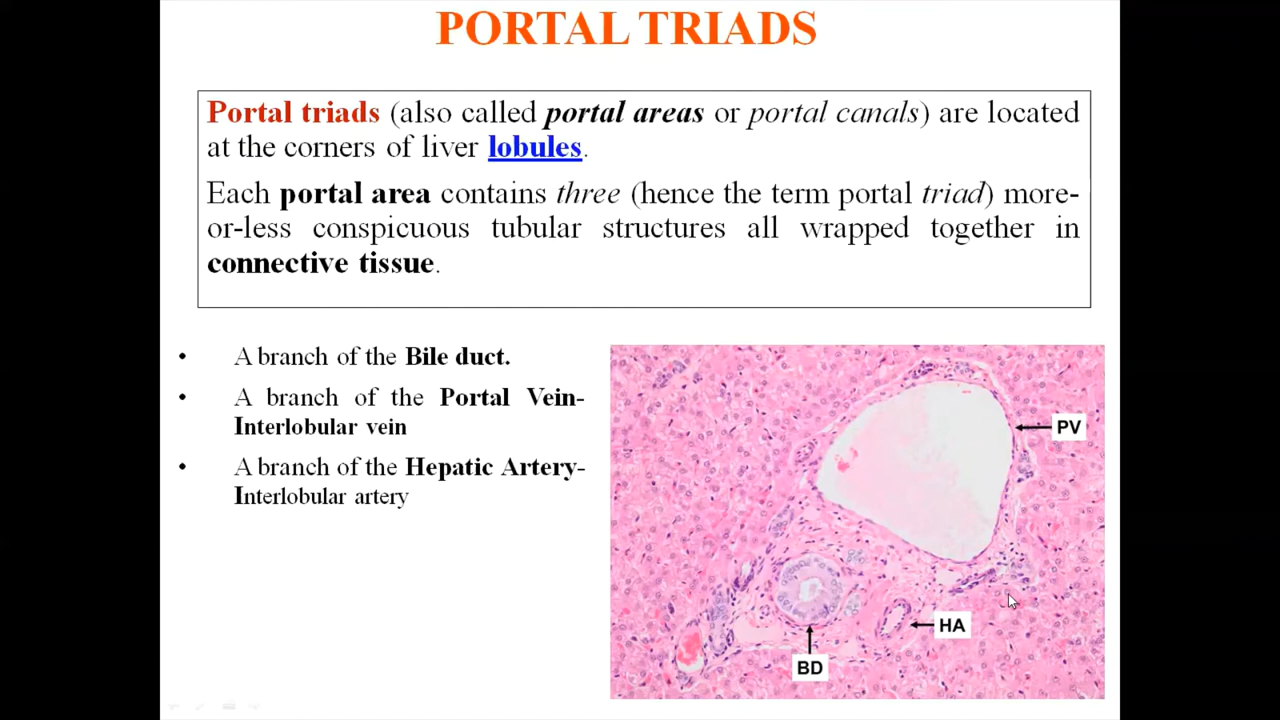 PORTAL TRIADS
Portal triads (also called portal areas or portal canals) are located
at the corners of liver lobules.
Each portal area contains three (hence the term portal triad) more-
or-less conspicuous tubular structures all wrapped together in
connective tissue.
• A branch of the Bile duct.
• A branch of the Portal Vein-
Interlobular vein
• A branch of the Hepatic Artery-
Interlobular artery
PV
HA
BD